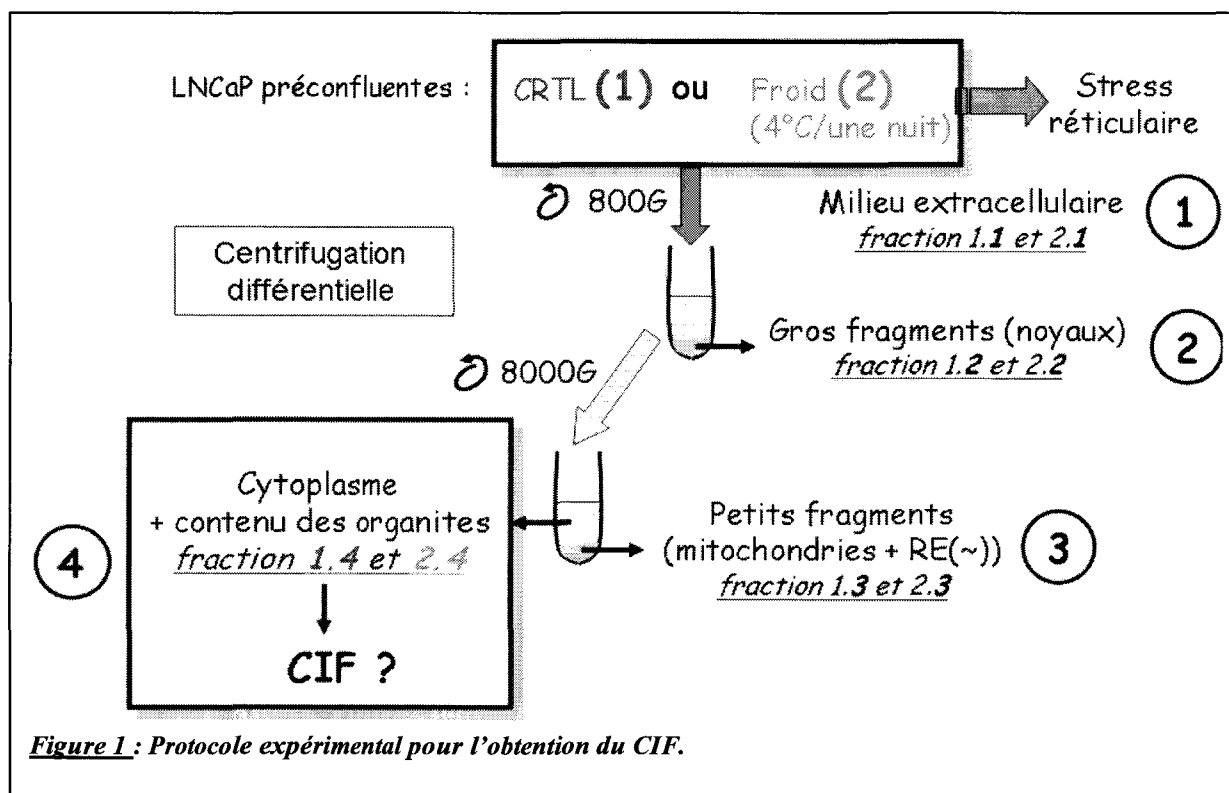 LNCaP préconfluentes :
CRTL (1) ou
Froid (2)
(4°C/une nuit)
Stress
réticulaire
800G
Milieu extracellulaire
fraction 1.1 et 2.1
1
Centrifugation
différentielle
Gros fragments (noyaux)
fraction 1.2 et 2.2
2
8000G
Cytoplasme
+ contenu des organites
fraction 1.4 et 2.4
4
CIF ?
Petits fragments
(mitochondries + RE(~))
fraction 1.3 et 2.3
3
Figure 1 : Protocole expérimental pour l'obtention du CIF.